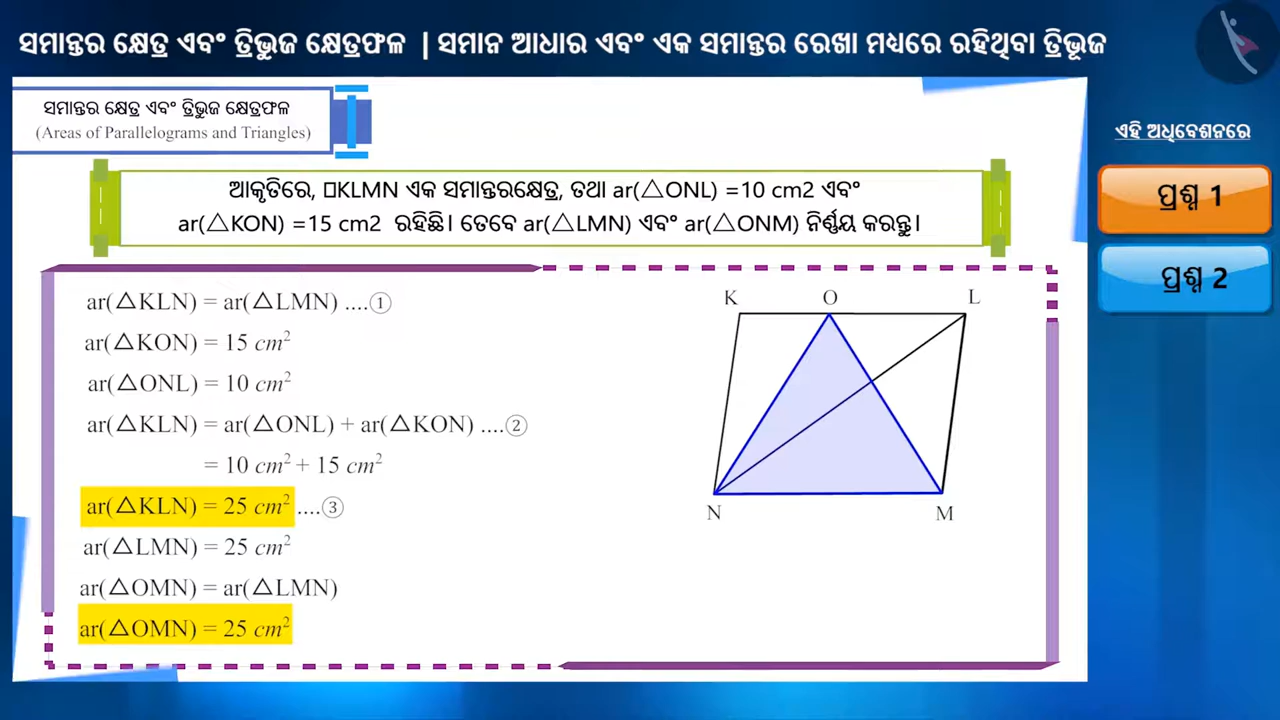 ସମାନ୍ତର କ୍ଷେତ୍ର ଏବଂ ତ୍ରିଭୁଜ କ୍ଷେତ୍ରଫଳ | ସମାନ ଆଧାର ଏବଂ ଏକ ସମାନ୍ତର ରେଖା ମଧ୍ୟରେ ରହିଥିବା ତ୍ରିଭୂଜ
ସମାନ୍ତର କ୍ଷେତ୍ର ଏବଂ ତ୍ରିଭୁଜ କ୍ଷେତ୍ରଫଳ
(Areas of Parallelograms and Triangles)
ଏହି ଅଧିବେଶନରେ
ପ୍ରଶ୍ନ 1
ପ୍ରଶ୍ନ 2
ଆକୃତିରେ, □KLMN ଏକ ସମାନ୍ତରକ୍ଷେତ୍ର, ତଥା ar(△ONL) =10 cm2 ଏବଂ
ar(△KON) =15 cm2 ରହିଛି। ତେବେ ar(△LMN) ଏବଂ ar(△ONM) ନିର୍ଣ୍ଣୟ କରନ୍ତୁ।
ar(△KLN) = ar(△LMN) ....①
ar(△KON) = 15 cm²
ar(△ONL) = 10 cm²
ar(△KLN) = ar(△ONL) + ar(△KON) ....②
= 10 cm² + 15 cm²
ar(△KLN) = 25 cm² ....③
ar(△LMN) = 25 cm²
ar(△OMN) = ar(△LMN)
ar(△OMN) = 25 cm²
K O L
N M